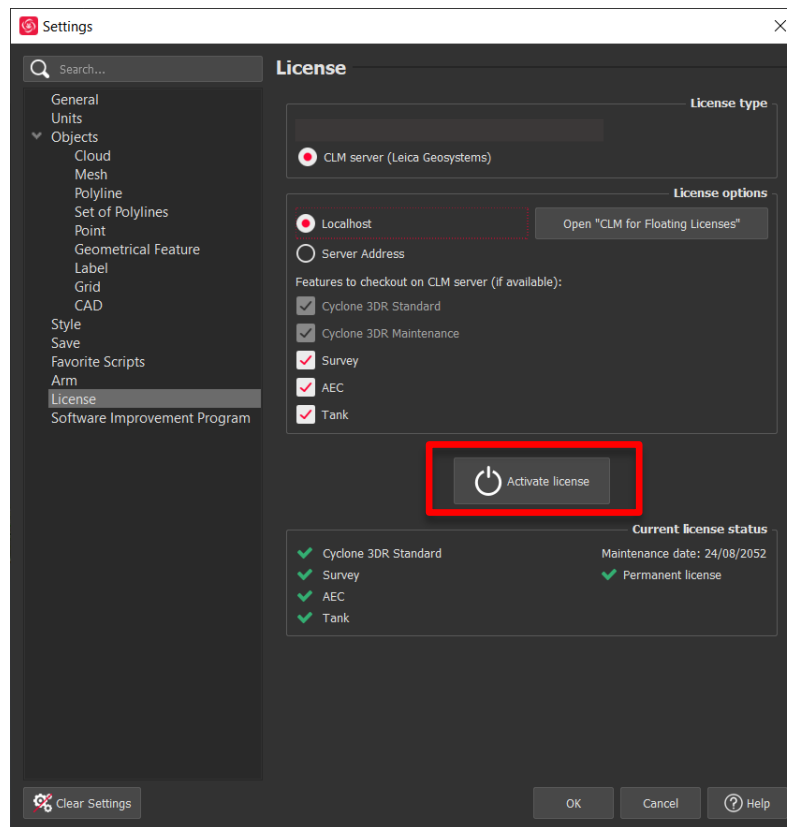 Settings
Search...
General
Units
Objects
Cloud
Mesh
Polyline
Set of Polylines
Point
Geometrical Feature
Label
Grid
CAD
Style
Save
Favorite Scripts
Arm
License
Software Improvement Program
Clear Settings
License
License type
CLM server (Leica Geosystems)
License options
Localhost
Open "CLM for Floating Licenses"
Server Address
Features to checkout on CLM server (if available):
Cyclone 3DR Standard
Cyclone 3DR Maintenance
Survey
AEC
Tank
Activate license
Current license status
Cyclone 3DR Standard
Maintenance date: 24/08/2052
Survey
Permanent license
AEC
Tank
OK
Cancel
Help